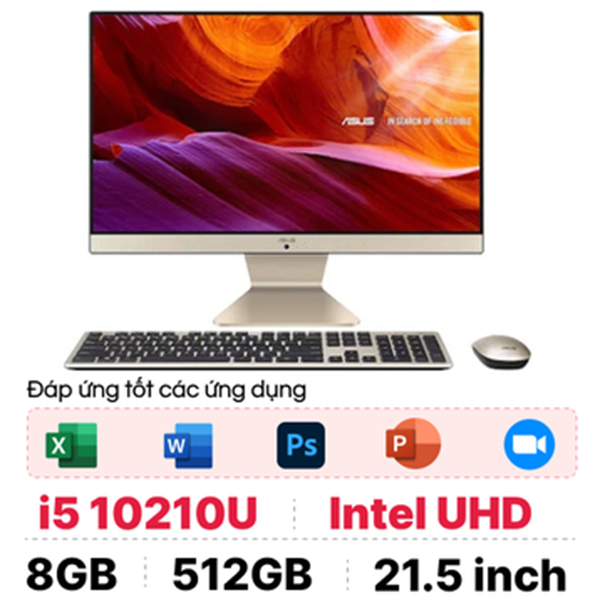 ASUS IN SEARCH OF INCREDIBLE
ASUS
Đáp ứng tốt các ứng dụng
X W Ps P
i5 10210U Intel UHD
8GB 512GB 21.5 inch